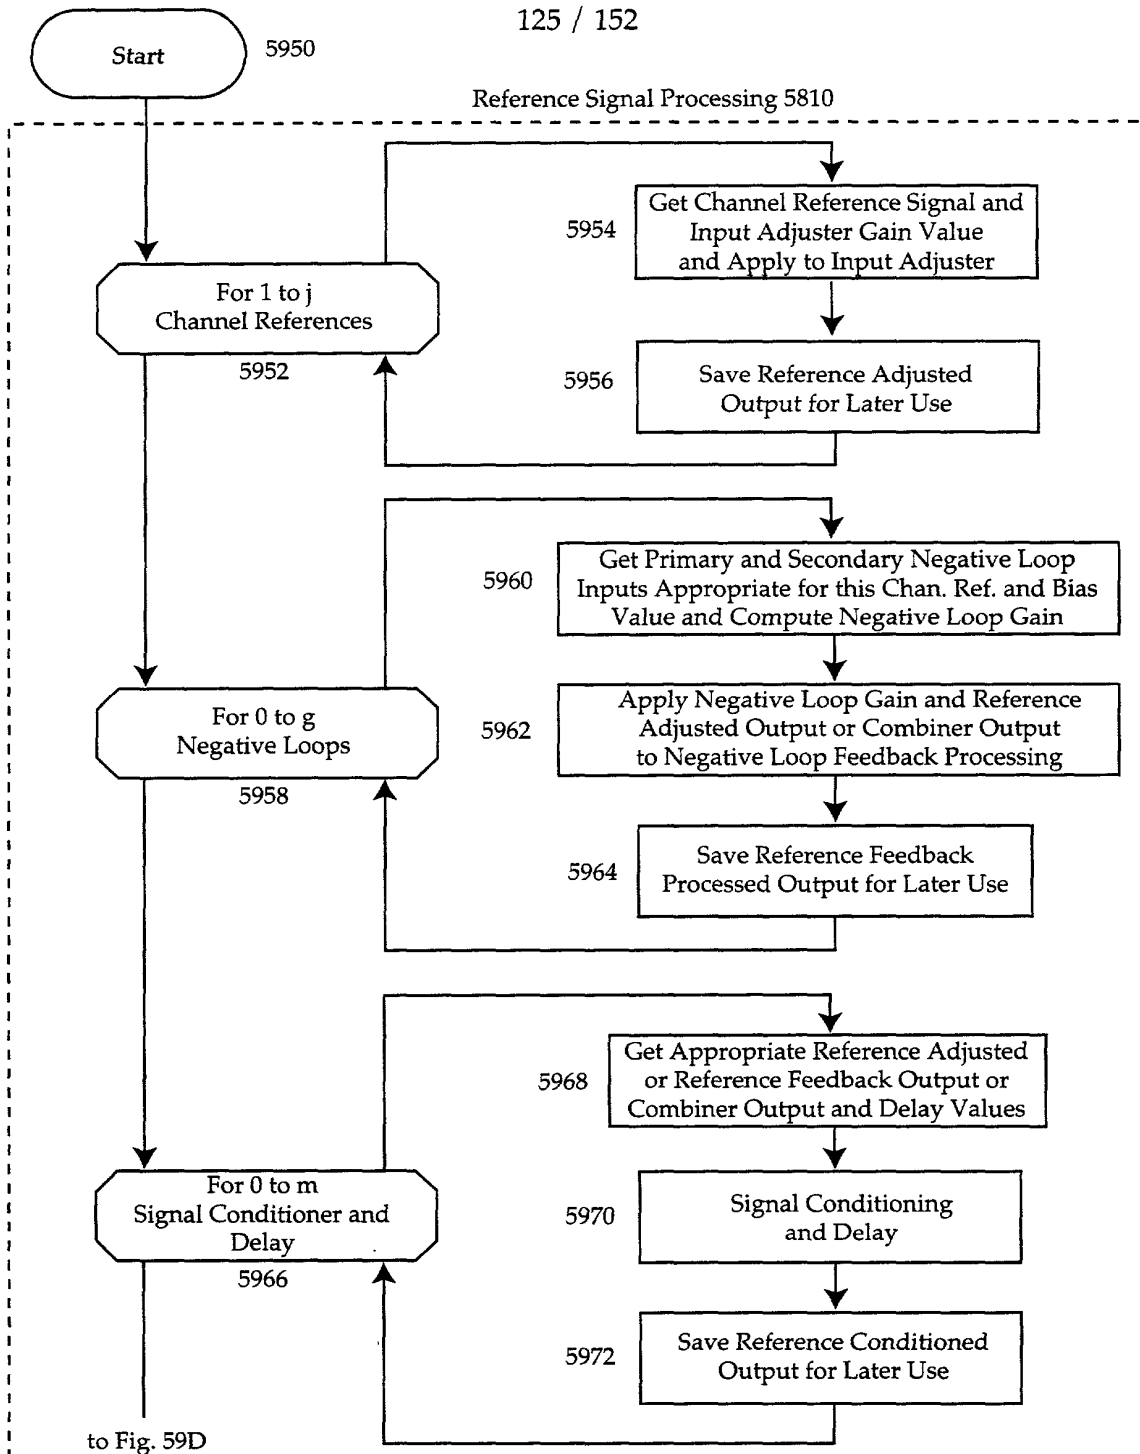 125 / 152
Start
5950
Reference Signal Processing 5810
For 1 to j
Channel References
5952
5954
Get Channel Reference Signal and
Input Adjuster Gain Value
and Apply to Input Adjuster
5956
Save Reference Adjusted
Output for Later Use
For 0 to g
Negative Loops
5958
5960
Get Primary and Secondary Negative Loop
Inputs Appropriate for this Chan. Ref. and Bias
Value and Compute Negative Loop Gain
5962
Apply Negative Loop Gain and Reference
Adjusted Output or Combiner Output
to Negative Loop Feedback Processing
5964
Save Reference Feedback
Processed Output for Later Use
For 0 to m
Signal Conditioner and
Delay
5966
5968
Get Appropriate Reference Adjusted
or Reference Feedback Output or
Combiner Output and Delay Values
5970
Signal Conditioning
and Delay
5972
Save Reference Conditioned
Output for Later Use
to Fig. 59D